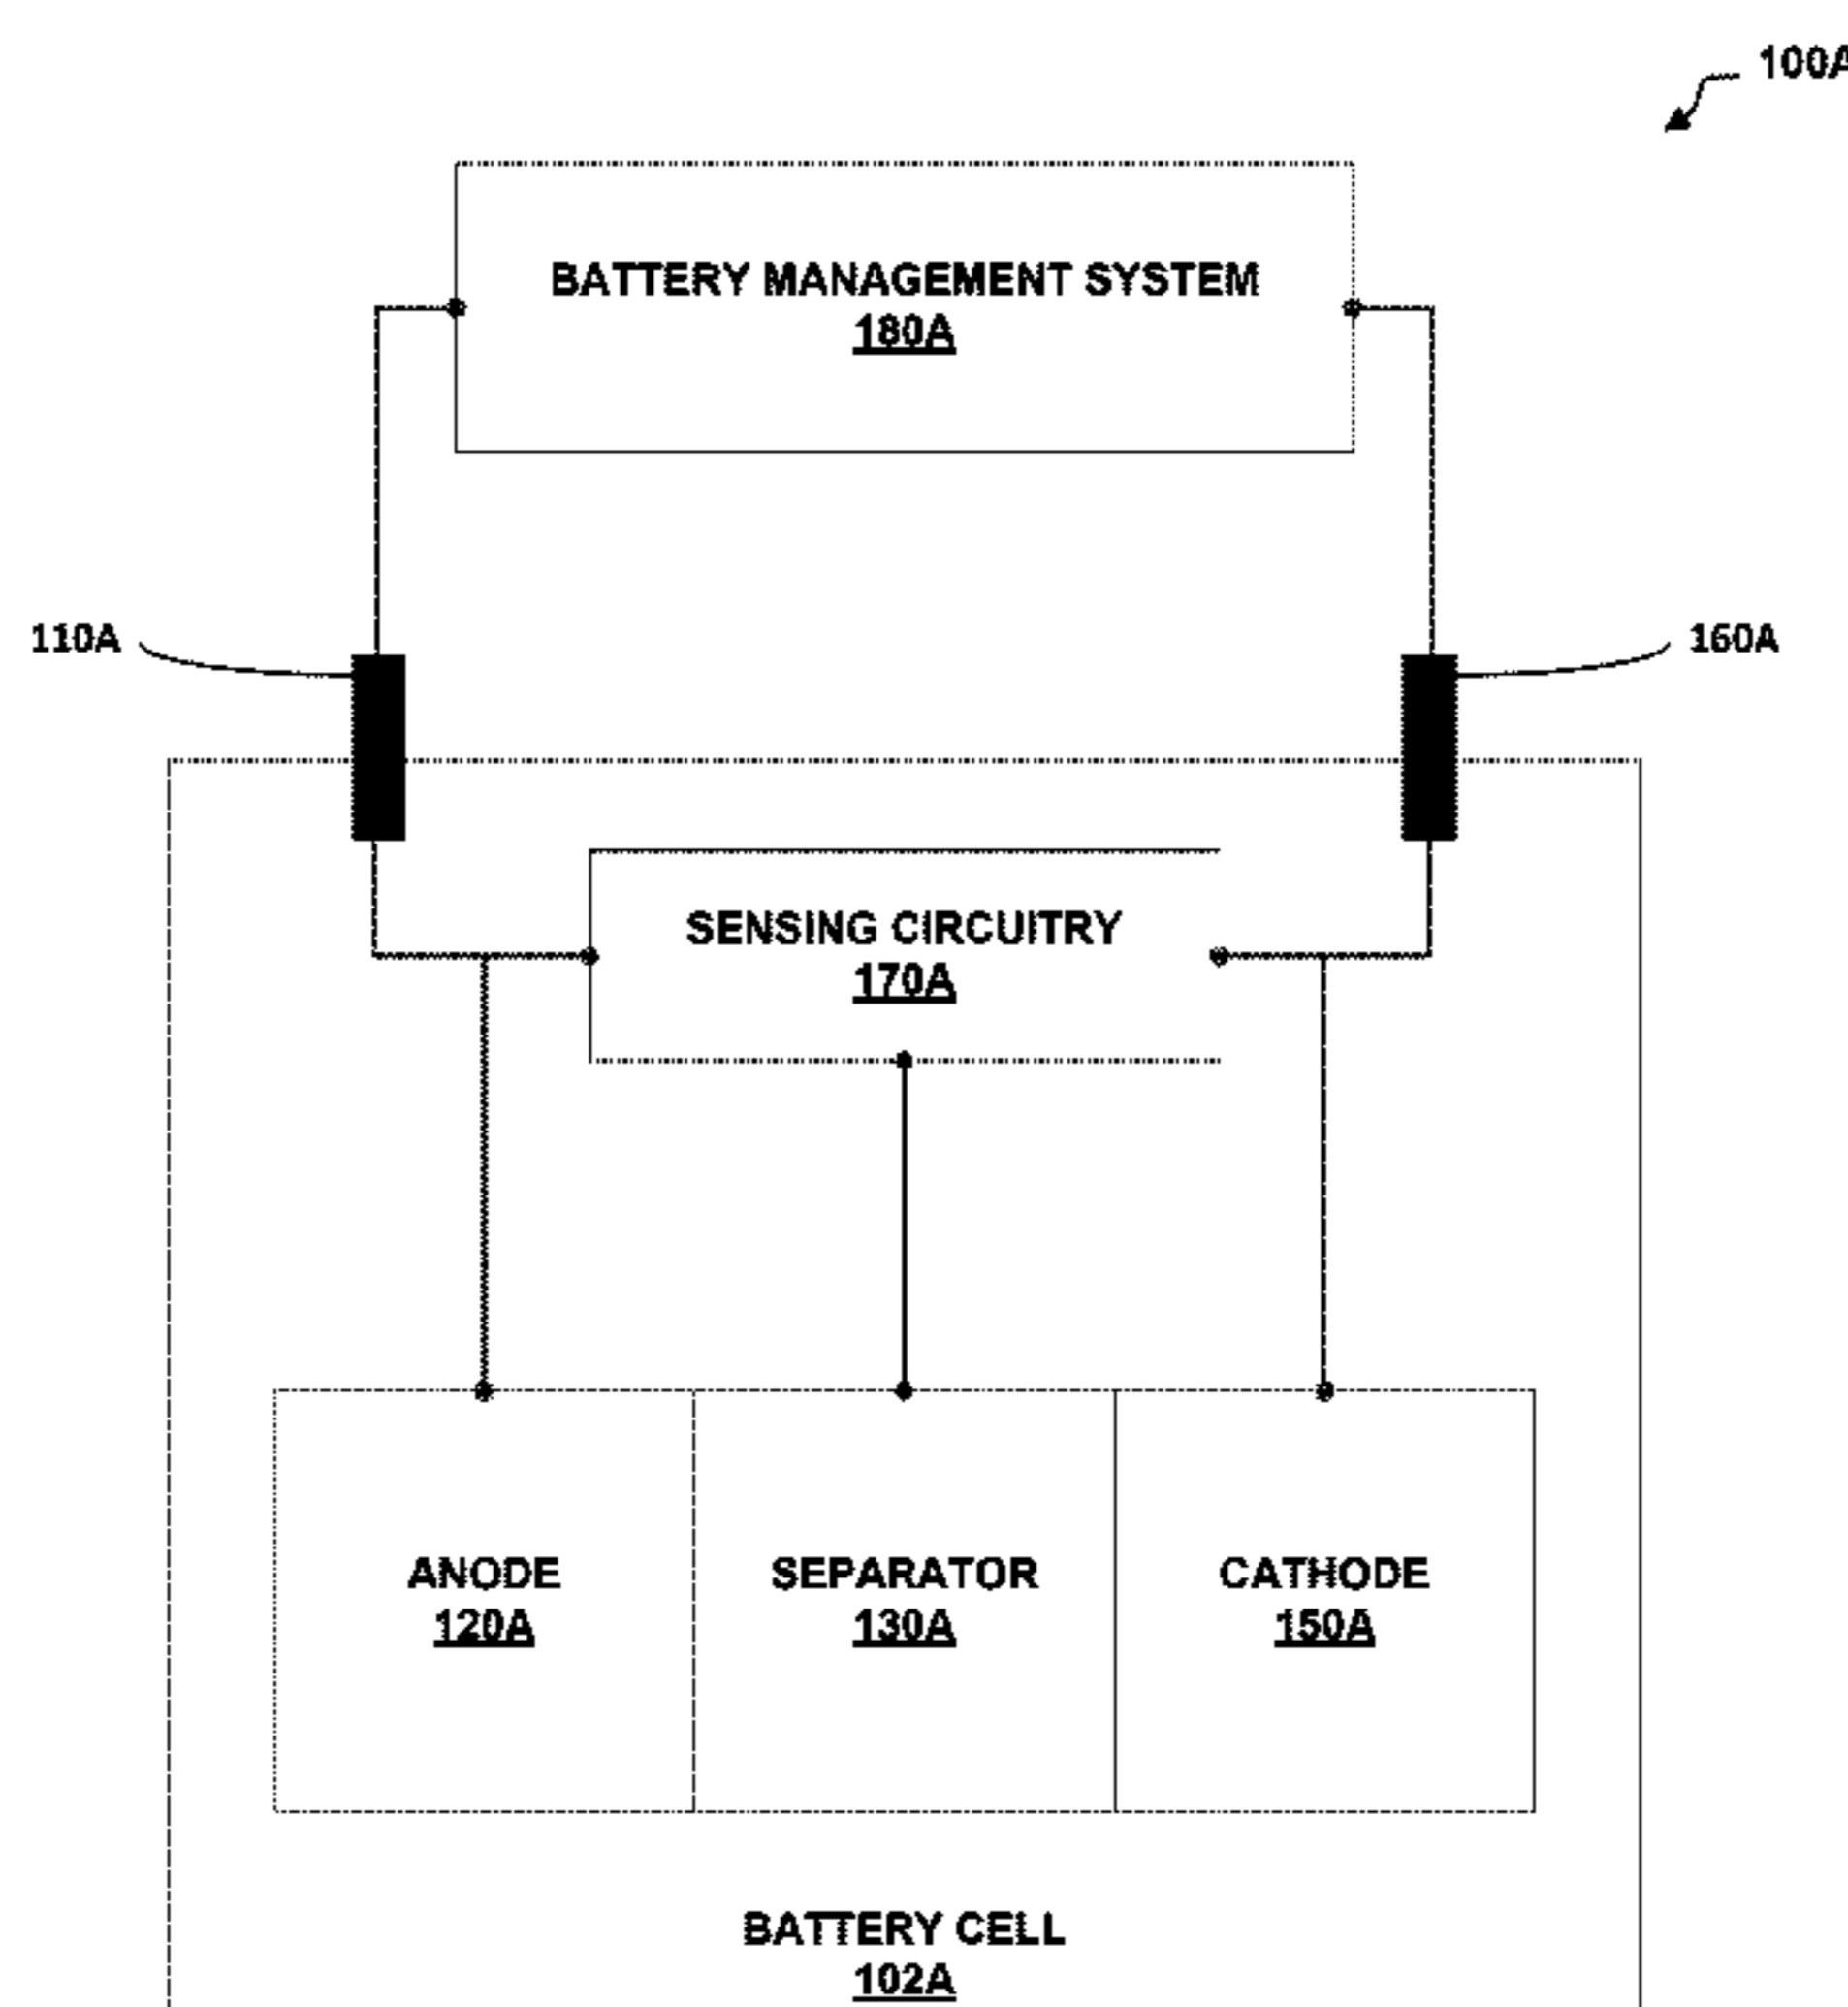 100A
BATTERY MANAGEMENT SYSTEM
180A
110A
160A
SENSING CIRCUITRY
170A
ANODE
120A
SEPARATOR
130A
CATHODE
150A
BATTERY CELL
102A